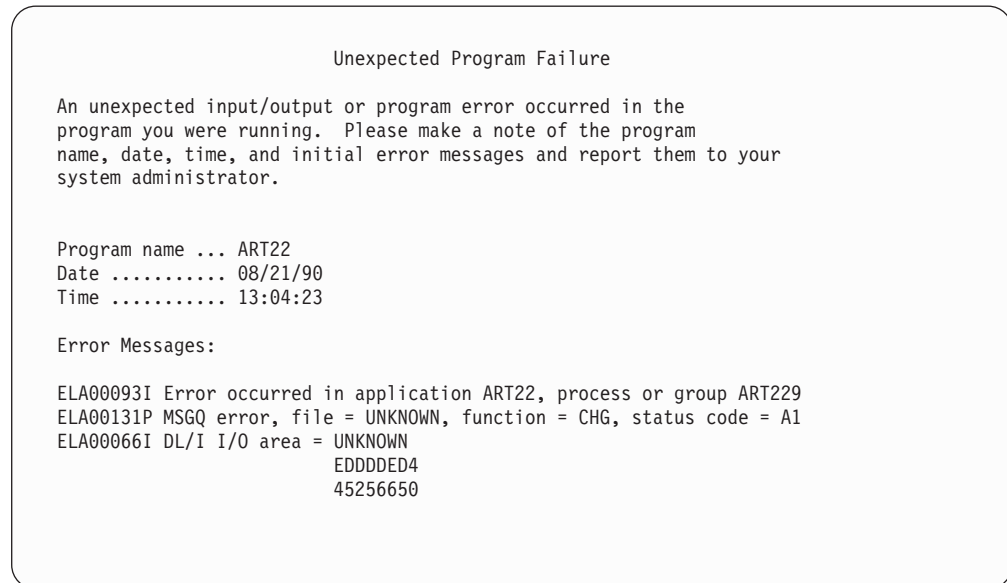 Unexpected Program Failure
An unexpected input/output or program error occurred in the
program you were running.  Please make a note of the program
name, date, time, and initial error messages and report them to your
system administrator.
Program name ... ART22
Date ........... 08/21/90
Time ........... 13:04:23
Error Messages:
ELA00093I Error occurred in application ART22, process or group ART229
ELA00131P MSGQ error, file = UNKNOWN, function = CHG, status code = A1
ELA00066I DL/I I/O area = UNKNOWN
EDDDDED4
45256650